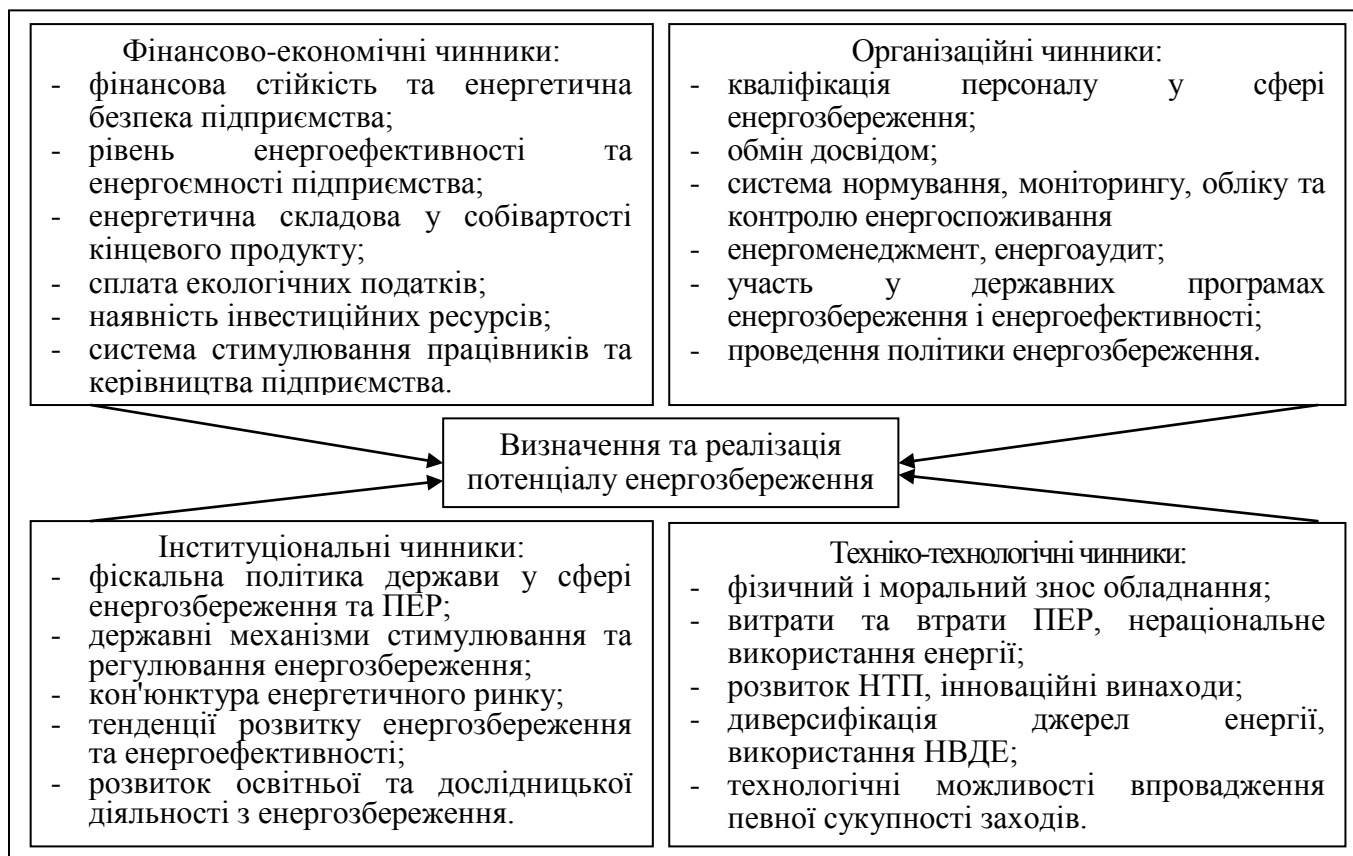 Фінансово-економічні чинники:
- фінансова стійкість та енергетична
безпека підприємства;
- рівень енергоефективності та
енергоємності підприємства;
- енергетична складова у собівартості
кінцевого продукту;
- сплата екологічних податків;
- наявність інвестиційних ресурсів;
- система стимулювання працівників та
керівництва підприємства.
Організаційні чинники:
- кваліфікація персоналу у сфері
енергозбереження;
- обмін досвідом;
- система нормування, моніторингу, обліку та
контролю енергоспоживання
- енергоменеджмент, енергоаудит;
- участь у державних програмах
енергозбереження і енергоефективності;
- проведення політики енергозбереження.
Визначення та реалізація
потенціалу енергозбереження
Інституціональні чинники:
- фіскальна політика держави у сфері
енергозбереження та ПЕР;
- державні механізми стимулювання та
регулювання енергозбереження;
- кон'юнктура енергетичного ринку;
- тенденції розвитку енергозбереження
та енергоефективності;
- розвиток освітньої та дослідницької
діяльності з енергозбереження.
Техніко-технологічні чинники:
- фізичний і моральний знос обладнання;
- витрати та втрати ПЕР, нераціональне
використання енергії;
- розвиток НТП, інноваційні винаходи;
- диверсифікація джерел енергії,
використання НВДЕ;
- технологічні можливості впровадження
певної сукупності заходів.